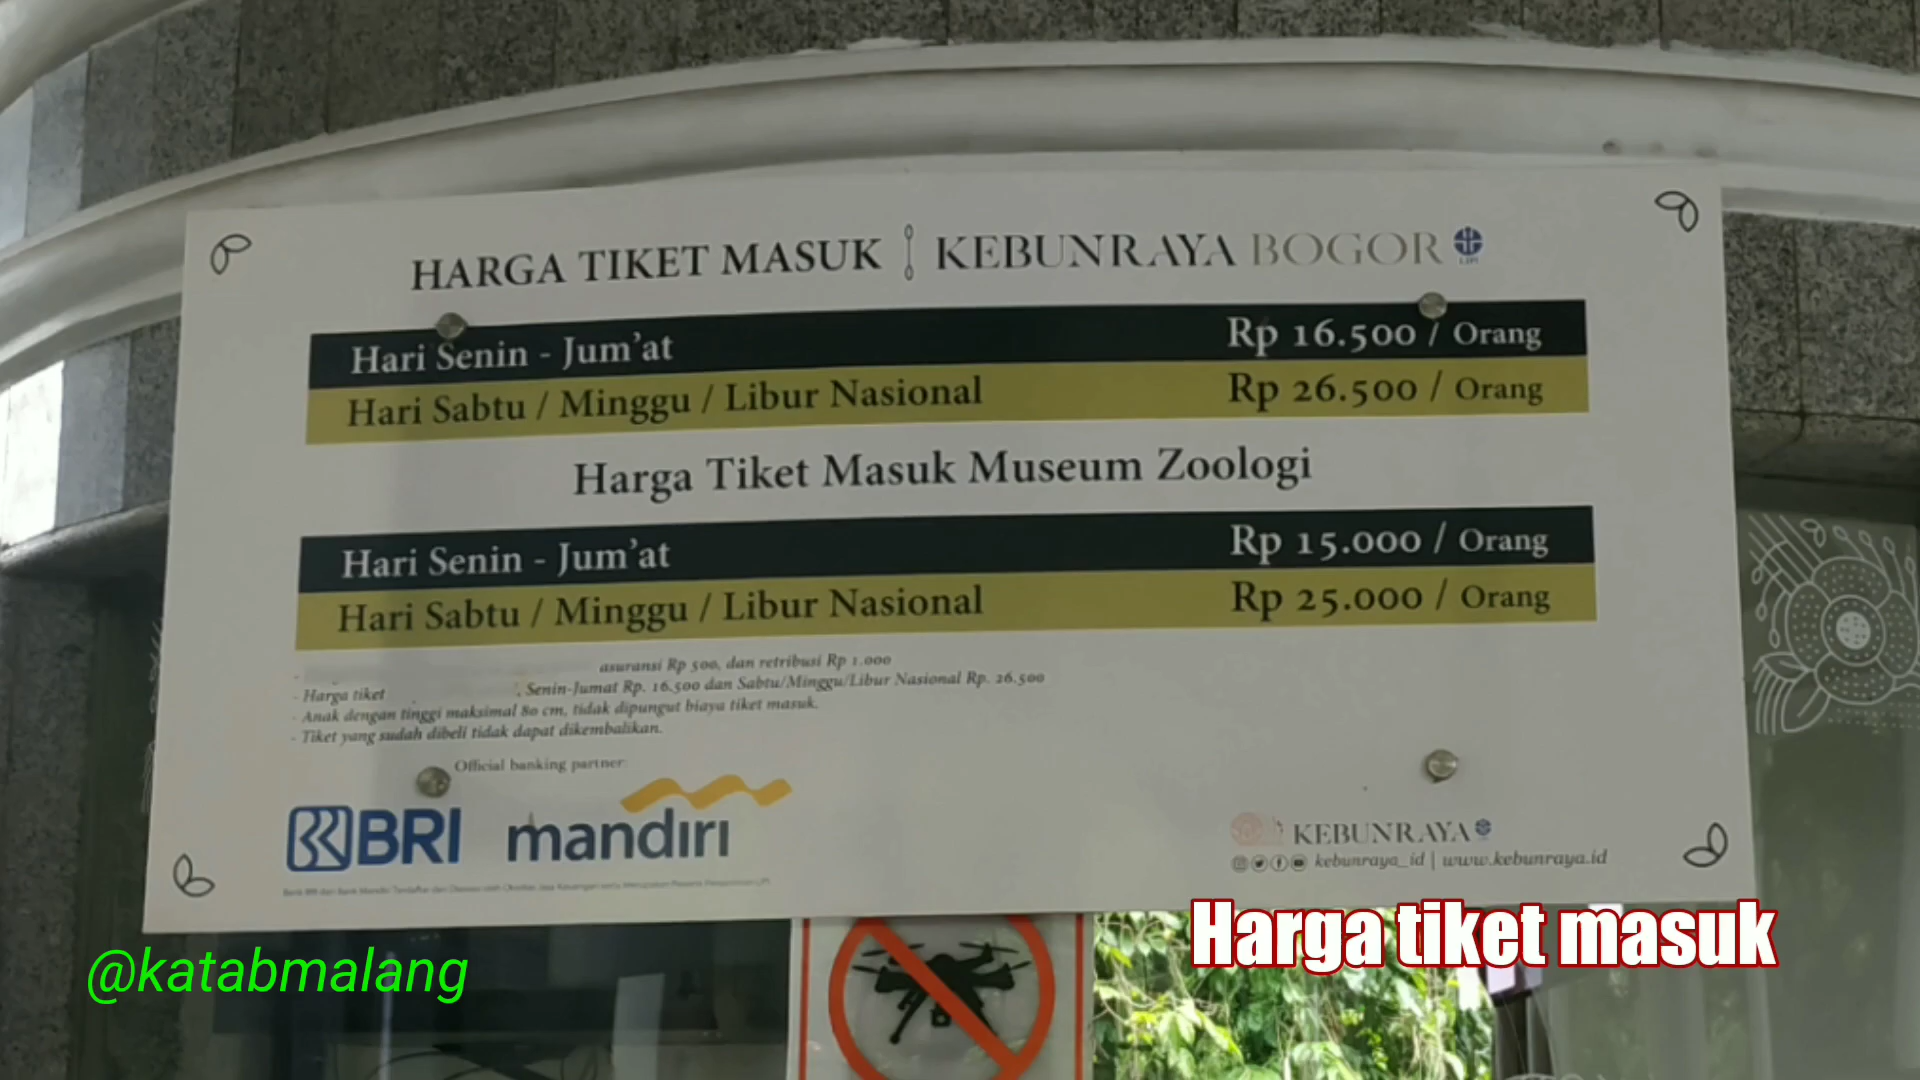 HARGA TIKET MASUK KEBUNRAYA BOGOR
LIPI
Hari Senin - Jum'at Rp 16.500 / Orang
Hari Sabtu / Minggu / Libur Nasional Rp 26.500 / Orang
Harga Tiket Masuk Museum Zoologi
Hari Senin - Jum'at Rp 15.000 / Orang
Hari Sabtu / Minggu / Libur Nasional Rp 25.000 / Orang
- asuransi Rp 500, dan retribusi Rp 1.000
- Harga tiket , Senin-Jumat Rp. 16.500 dan Sabtu/Minggu/Libur Nasional Rp. 26.500
- Anak dengan tinggi maksimal 80 cm, tidak dipungut biaya tiket masuk.
- Tiket yang sudah dibeli tidak dapat dikembalikan.
Official banking partner:
BRI mandiri
KEBUNRAYA
kebunraya_id | www.kebunraya.id
Harga tiket masuk
@katabmalang